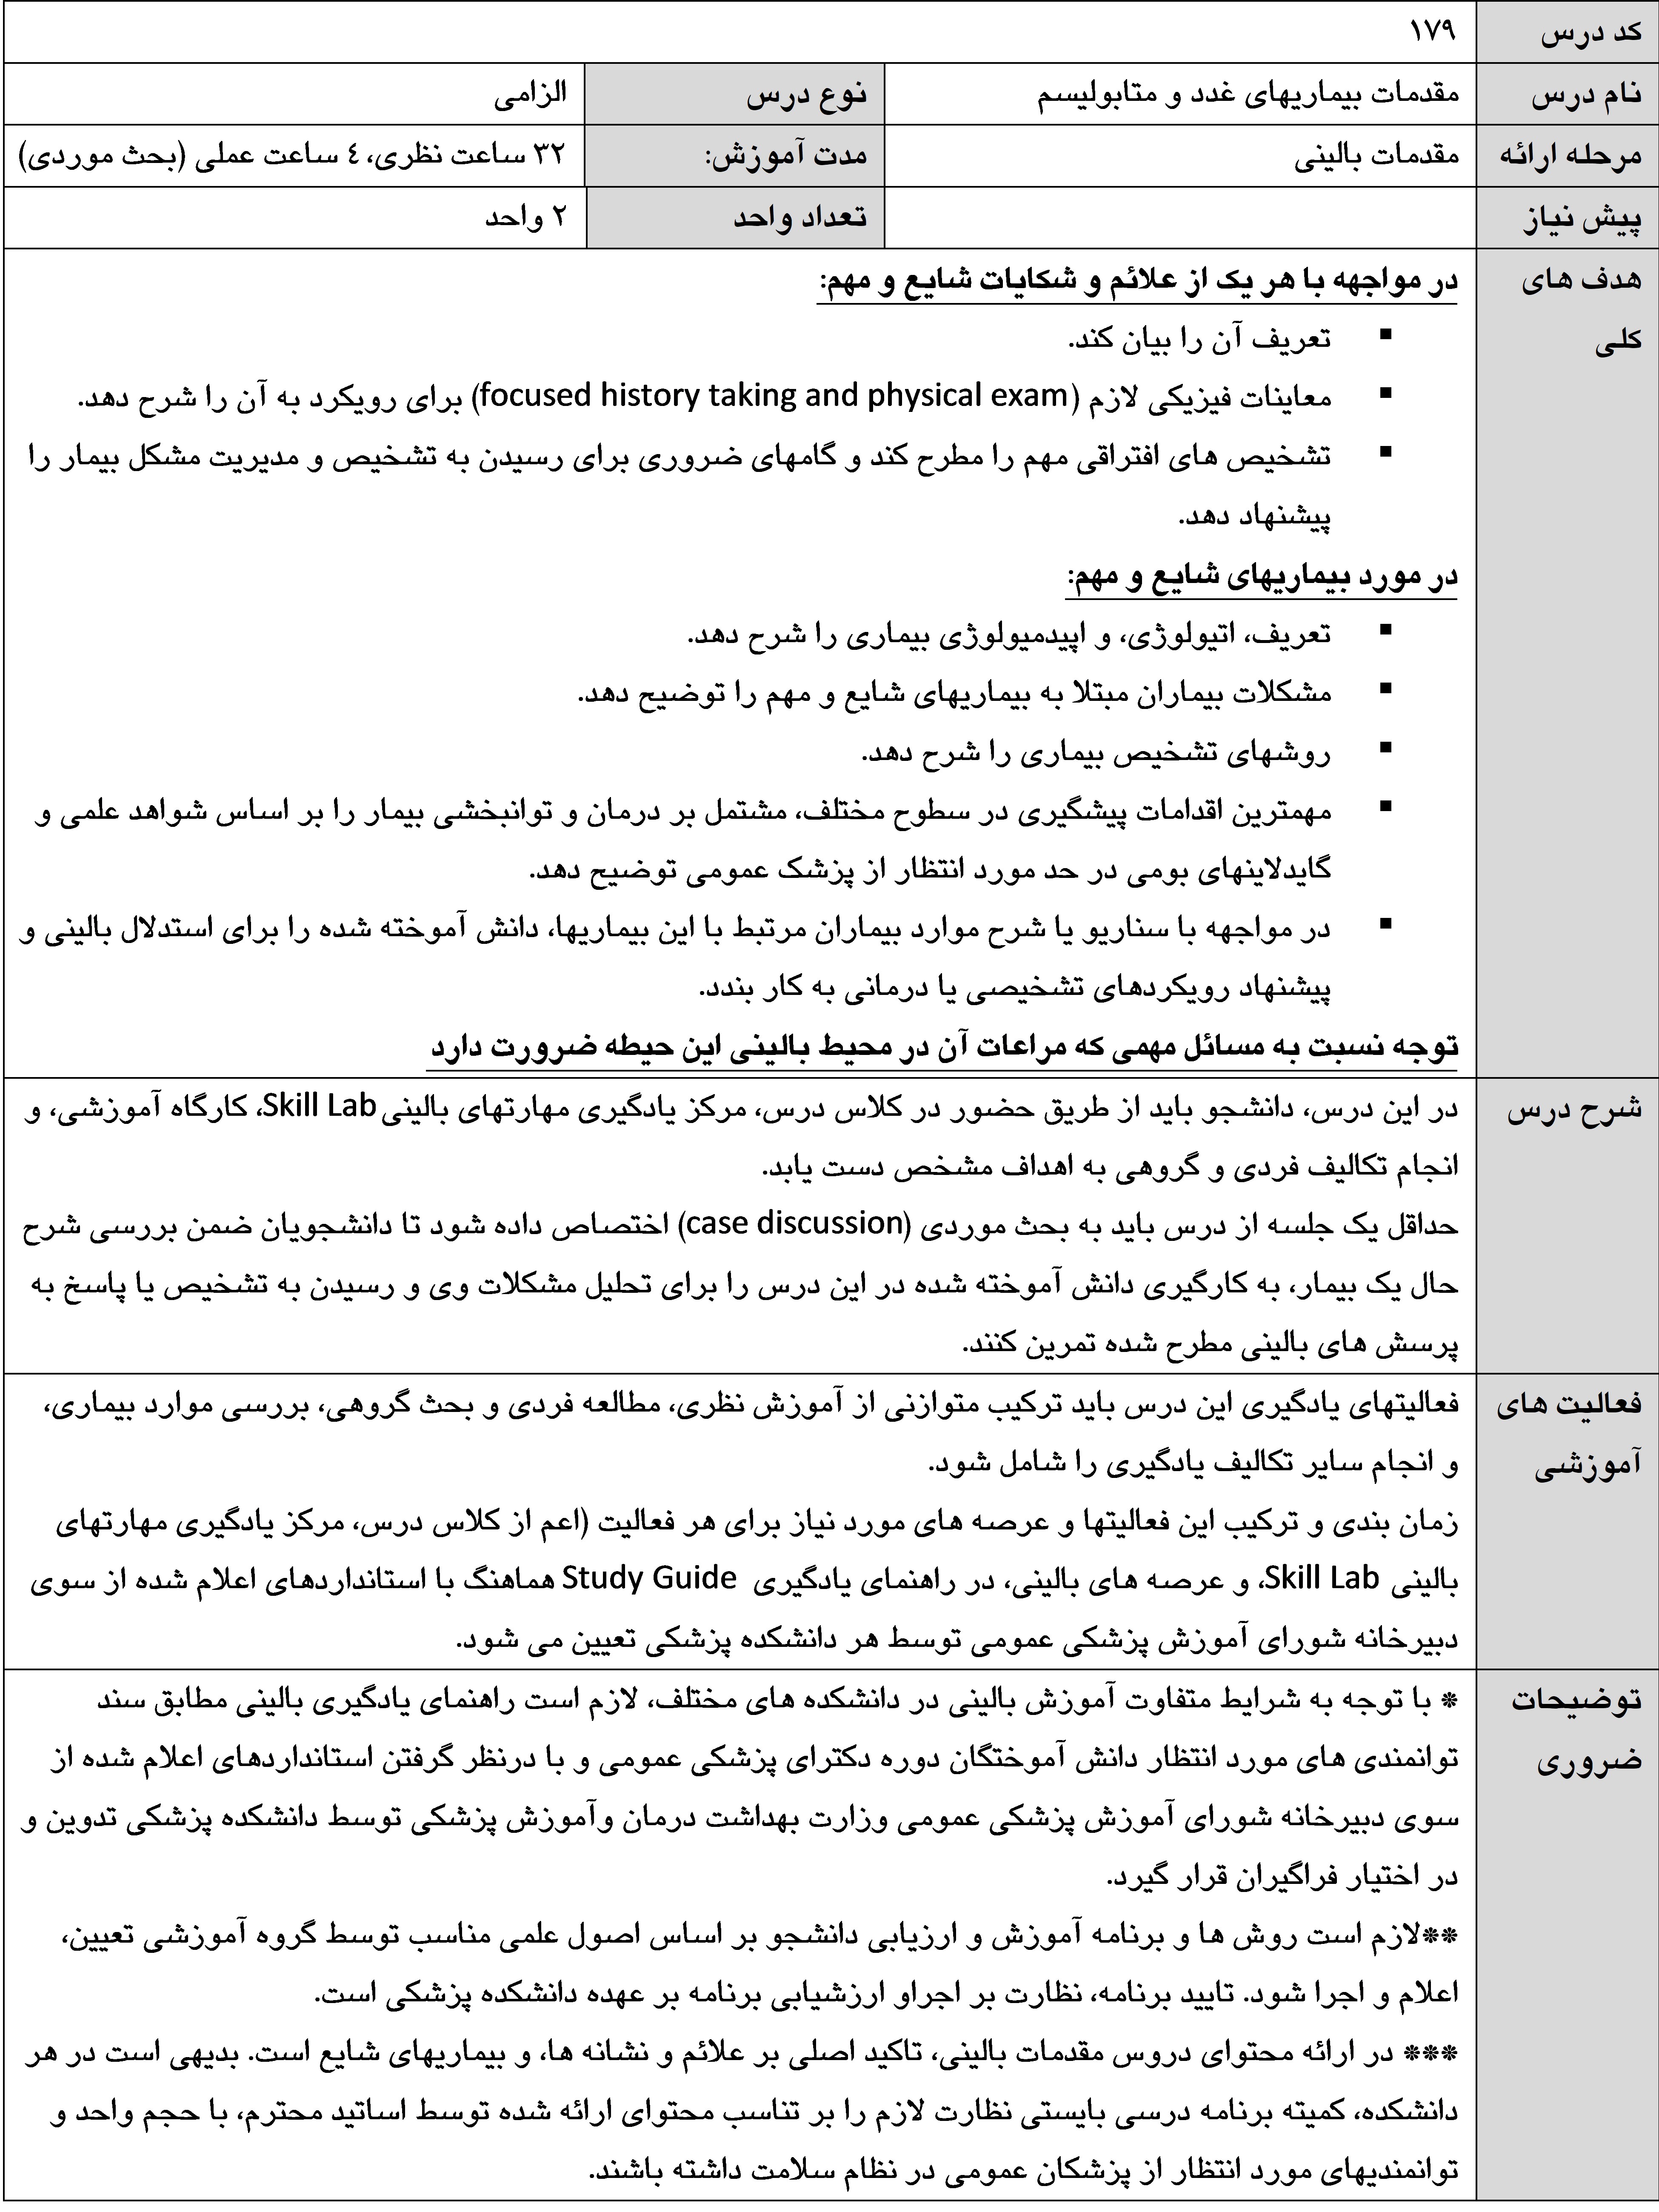 کد درس ۱۷۹
نام درس مقدمات بیماریهای غدد و متابولیسم نوع درس الزامی
مرحله ارائه مقدمات بالینی مدت آموزش: ۳۲ ساعت نظری، ٤ ساعت عملی (بحث موردی)
پیش نیاز تعداد واحد ۲ واحد
هدف های
کلی
در مواجهه با هر یک از علائم و شکایات شایع و مهم:
▪ تعریف آن را بیان کند.
▪ معاینات فیزیکی لازم (focused history taking and physical exam) برای رویکرد به آن را شرح دهد.
▪ تشخیص های افتراقی مهم را مطرح کند و گامهای ضروری برای رسیدن به تشخیص و مدیریت مشکل بیمار را
پیشنهاد دهد.
در مورد بیماریهای شایع و مهم:
▪ تعریف، اتیولوژی، و اپیدمیولوژی بیماری را شرح دهد.
▪ مشکلات بیماران مبتلا به بیماریهای شایع و مهم را توضیح دهد.
▪ روشهای تشخیص بیماری را شرح دهد.
▪ مهمترین اقدامات پیشگیری در سطوح مختلف، مشتمل بر درمان و توانبخشی بیمار را بر اساس شواهد علمی و
گایدلاینهای بومی در حد مورد انتظار از پزشک عمومی توضیح دهد.
▪ در مواجهه با سناریو یا شرح موارد بیماران مرتبط با این بیماریها، دانش آموخته شده را برای استدلال بالینی و
پیشنهاد رویکردهای تشخیصی یا درمانی به کار بندد.
توجه نسبت به مسائل مهمی که مراعات آن در محیط بالینی این حیطه ضرورت دارد
شرح درس
در این درس، دانشجو باید از طریق حضور در کلاس درس، مرکز یادگیری مهارتهای بالینی Skill Lab، کارگاه آموزشی، و
انجام تکالیف فردی و گروهی به اهداف مشخص دست یابد.
حداقل یک جلسه از درس باید به بحث موردی (case discussion) اختصاص داده شود تا دانشجویان ضمن بررسی شرح
حال یک بیمار، به کارگیری دانش آموخته شده در این درس را برای تحلیل مشکلات وی و رسیدن به تشخیص یا پاسخ به
پرسش های بالینی مطرح شده تمرین کنند.
فعالیت های
آموزشی
فعالیتهای یادگیری این درس باید ترکیب متوازنی از آموزش نظری، مطالعه فردی و بحث گروهی، بررسی موارد بیماری،
و انجام سایر تکالیف یادگیری را شامل شود.
زمان بندی و ترکیب این فعالیتها و عرصه های مورد نیاز برای هر فعالیت (اعم از کلاس درس، مرکز یادگیری مهارتهای
بالینی Skill Lab، و عرصه های بالینی، در راهنمای یادگیری Study Guide هماهنگ با استانداردهای اعلام شده از سوی
دبیرخانه شورای آموزش پزشکی عمومی توسط هر دانشکده پزشکی تعیین می شود.
توضیحات
ضروری
* با توجه به شرایط متفاوت آموزش بالینی در دانشکده های مختلف، لازم است راهنمای یادگیری بالینی مطابق سند
توانمندی های مورد انتظار دانش آموختگان دوره دکترای پزشکی عمومی و با درنظر گرفتن استانداردهای اعلام شده از
سوی دبیرخانه شورای آموزش پزشکی عمومی وزارت بهداشت درمان وآموزش پزشکی توسط دانشکده پزشکی تدوین و
در اختیار فراگیران قرار گیرد.
**لازم است روش ها و برنامه آموزش و ارزیابی دانشجو بر اساس اصول علمی مناسب توسط گروه آموزشی تعیین،
اعلام و اجرا شود. تایید برنامه، نظارت بر اجراو ارزشیابی برنامه بر عهده دانشکده پزشکی است.
*** در ارائه محتوای دروس مقدمات بالینی، تاکید اصلی بر علائم و نشانه ها، و بیماریهای شایع است. بدیهی است در هر
دانشکده، کمیته برنامه درسی بایستی نظارت لازم را بر تناسب محتوای ارائه شده توسط اساتید محترم، با حجم واحد و
توانمندیهای مورد انتظار از پزشکان عمومی در نظام سلامت داشته باشند.